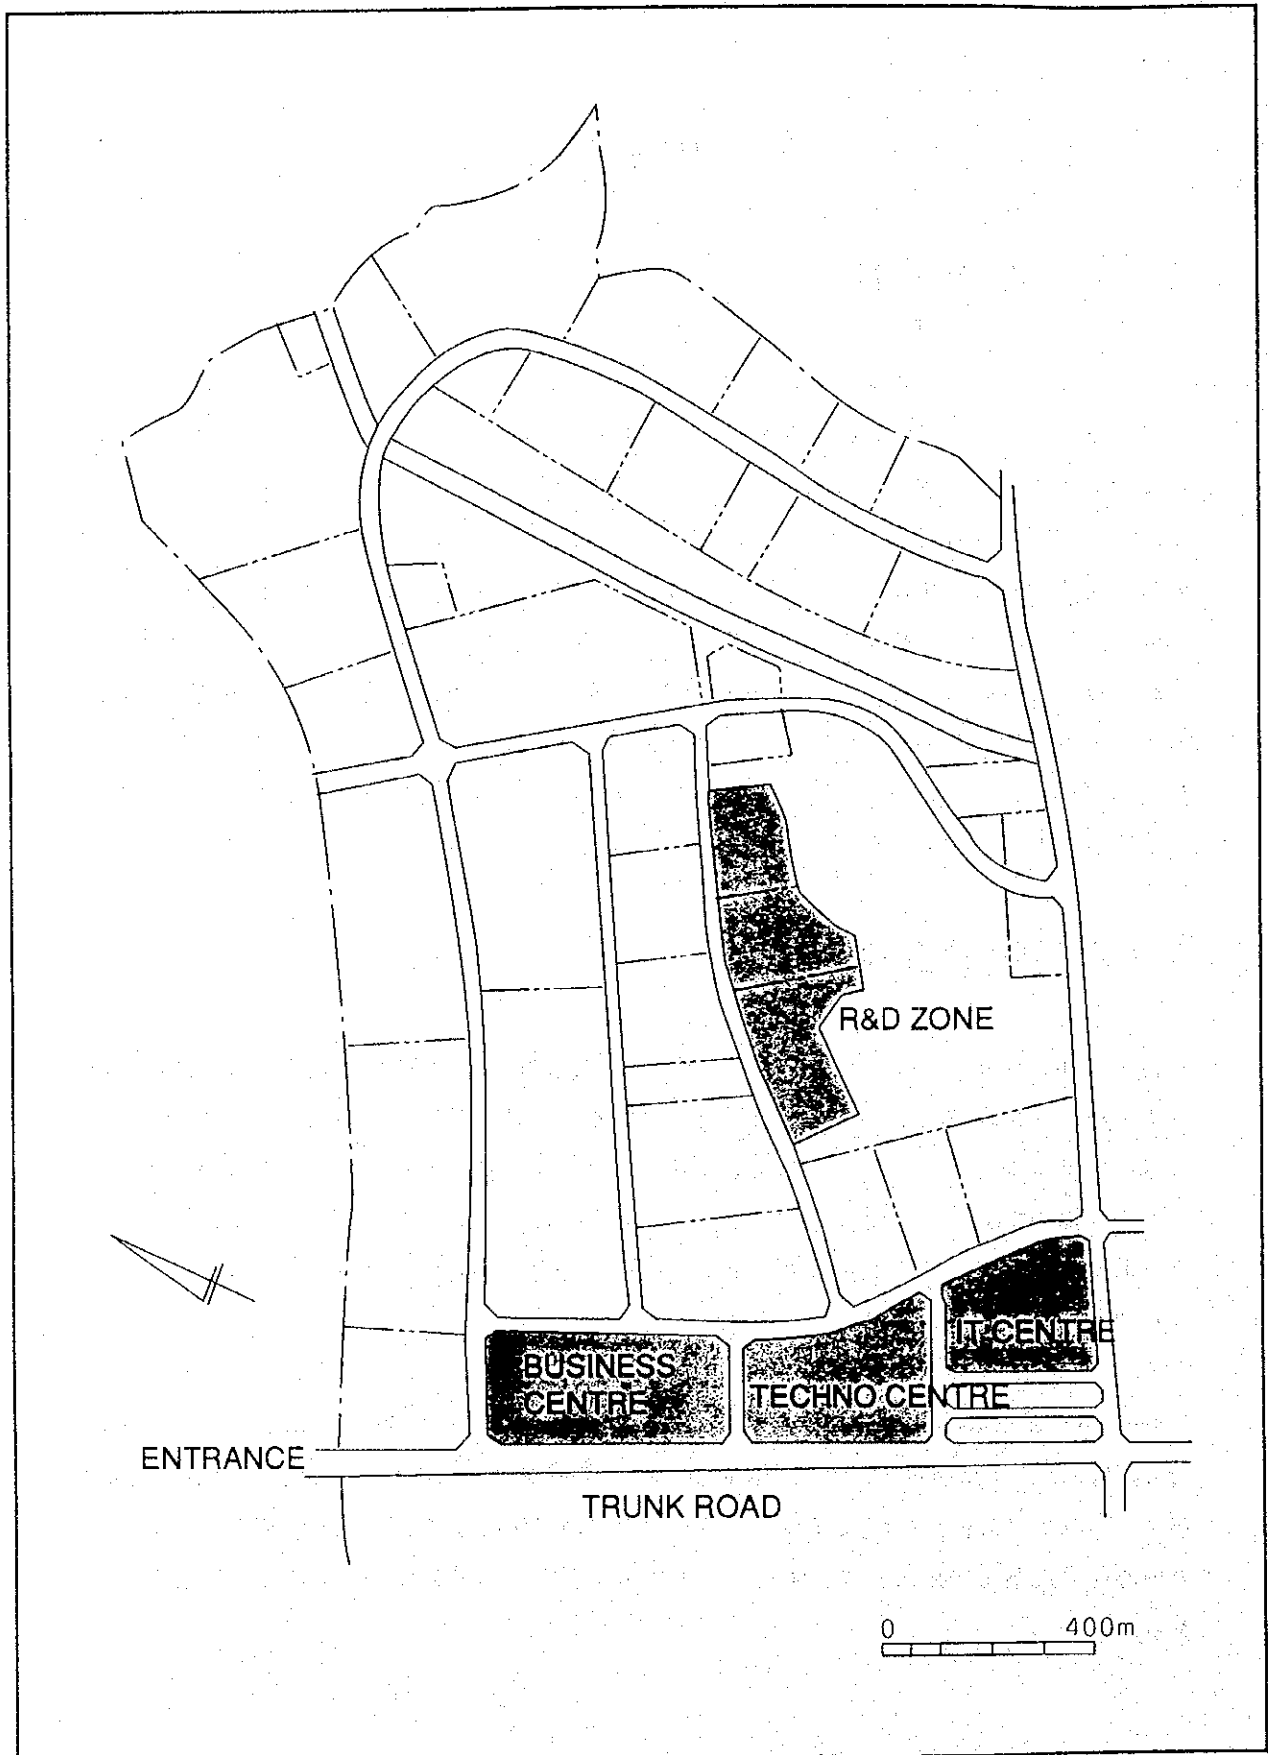 R&D ZONE
IT CENTRE
BUSINESS
CENTRE
TECHNO CENTRE
ENTRANCE
TRUNK ROAD
0 400m